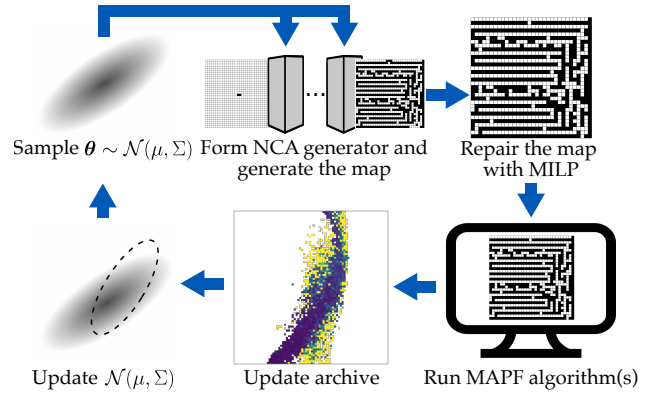 Sample θ ∼ 𝒩(μ, Σ)
Form NCA generator and
generate the map
...
Repair the map
with MILP
Update 𝒩(μ, Σ)
Update archive
Run MAPF algorithm(s)